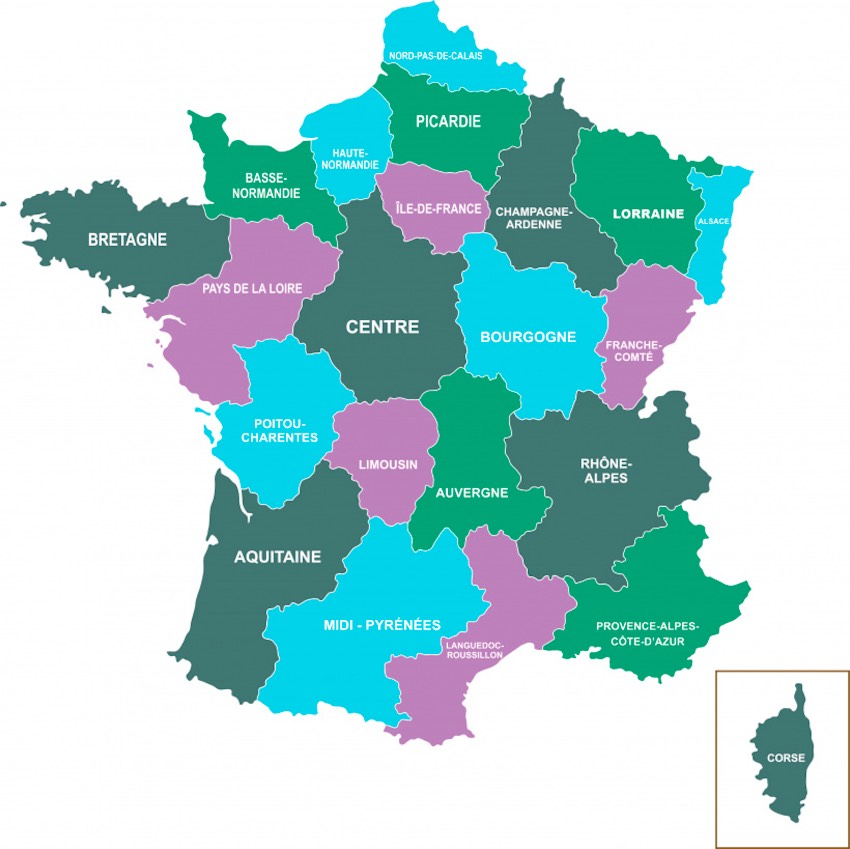 NORD-PAS-DE-CALAIS
PICARDIE
HAUTE-
NORMANDIE
BASSE-
NORMANDIE
ÎLE-DE-FRANCE
CHAMPAGNE-
ARDENNE
LORRAINE
ALSACE
BRETAGNE
PAYS DE LA LOIRE
CENTRE
BOURGOGNE
FRANCHE-
COMTÉ
POITOU-
CHARENTES
LIMOUSIN
AUVERGNE
RHÔNE-
ALPES
AQUITAINE
MIDI - PYRÉNÉES
LANGUEDOC-
ROUSSILLON
PROVENCE-ALPES-
CÔTE-D'AZUR
CORSE